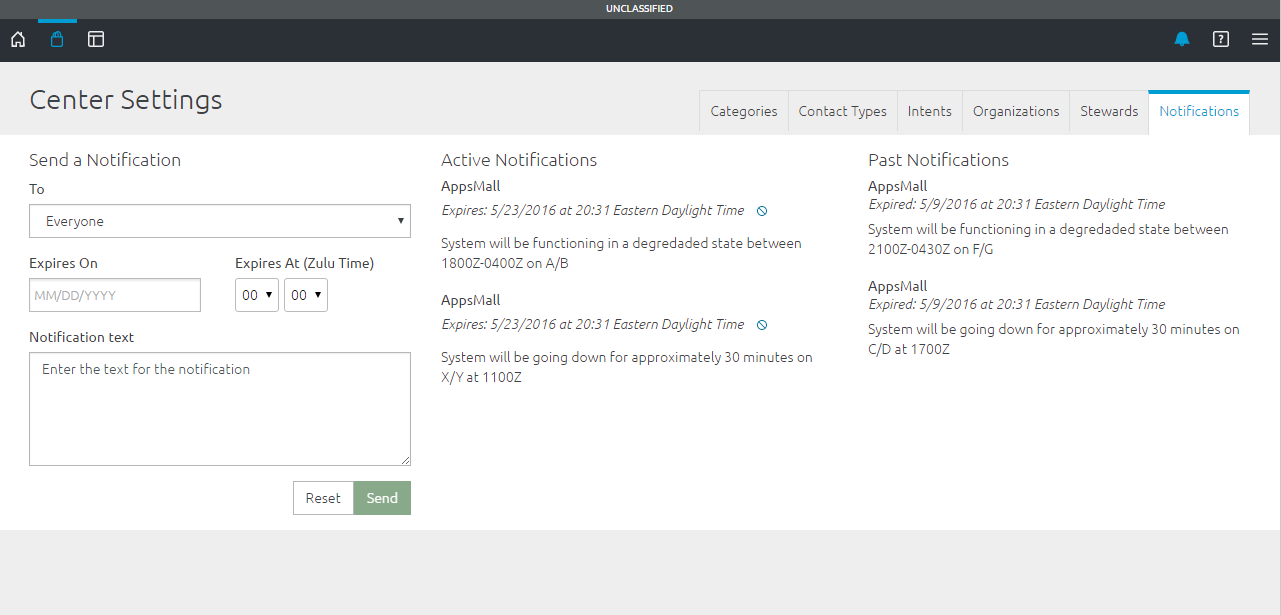 UNCLASSIFIED
Center Settings
Categories
Contact Types
Intents
Organizations
Stewards
Notifications
Send a Notification
To
Everyone
Expires On
Expires At (Zulu Time)
MM/DD/YYYY
00
00
Notification text
Enter the text for the notification
Reset
Send
Active Notifications
AppsMall
Expires: 5/23/2016 at 20:31 Eastern Daylight Time
System will be functioning in a degredaded state between
1800Z-0400Z on A/B
AppsMall
Expires: 5/23/2016 at 20:31 Eastern Daylight Time
System will be going down for approximately 30 minutes on
X/Y at 1100Z
Past Notifications
AppsMall
Expired: 5/9/2016 at 20:31 Eastern Daylight Time
System will be functioning in a degredaded state between
2100Z-0430Z on F/G
AppsMall
Expired: 5/9/2016 at 20:31 Eastern Daylight Time
System will be going down for approximately 30 minutes on
C/D at 1700Z